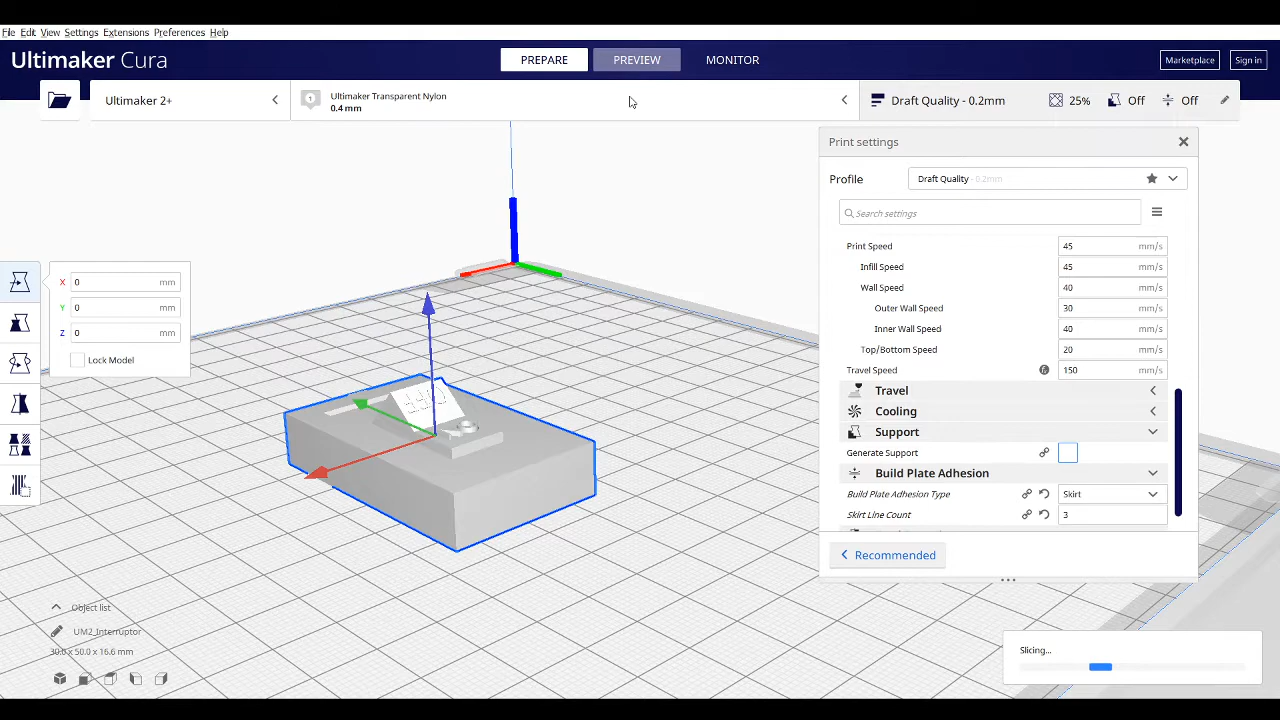 File Edit View Settings Extensions Preferences Help
Ultimaker Cura
PREPARE
PREVIEW
MONITOR
Marketplace
Sign in
Ultimaker 2+
1
Ultimaker Transparent Nylon
0.4 mm
Draft Quality - 0.2mm
25%
Off
Off
Print settings
Profile
Draft Quality - 0.2mm
Search settings
Print Speed 45 mm/s
Infill Speed 45 mm/s
Wall Speed 40 mm/s
Outer Wall Speed 30 mm/s
Inner Wall Speed 40 mm/s
Top/Bottom Speed 20 mm/s
Travel Speed 150 mm/s
Travel
Cooling
Support
Generate Support
Build Plate Adhesion
Build Plate Adhesion Type Skirt
Skirt Line Count 3
Recommended
X 0 mm
Y 0 mm
Z 0 mm
Lock Model
Object list
UM2_Interruptor
30.0 x 50.0 x 16.6 mm
Slicing...